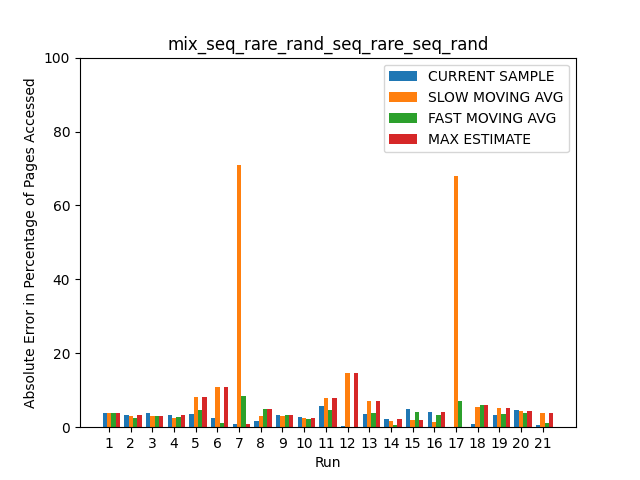 mix_seq_rare_rand_seq_rare_seq_rand
Absolute Error in Percentage of Pages Accessed
100
80
60
40
20
0
CURRENT SAMPLE
SLOW MOVING AVG
FAST MOVING AVG
MAX ESTIMATE
1 2 3 4 5 6 7 8 9 10 11 12 13 14 15 16 17 18 19 20 21
Run